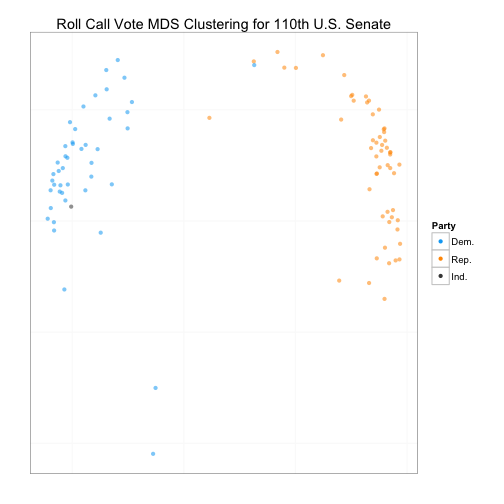 Roll Call Vote MDS Clustering for 110th U.S. Senate
Party
Dem.
Rep.
Ind.